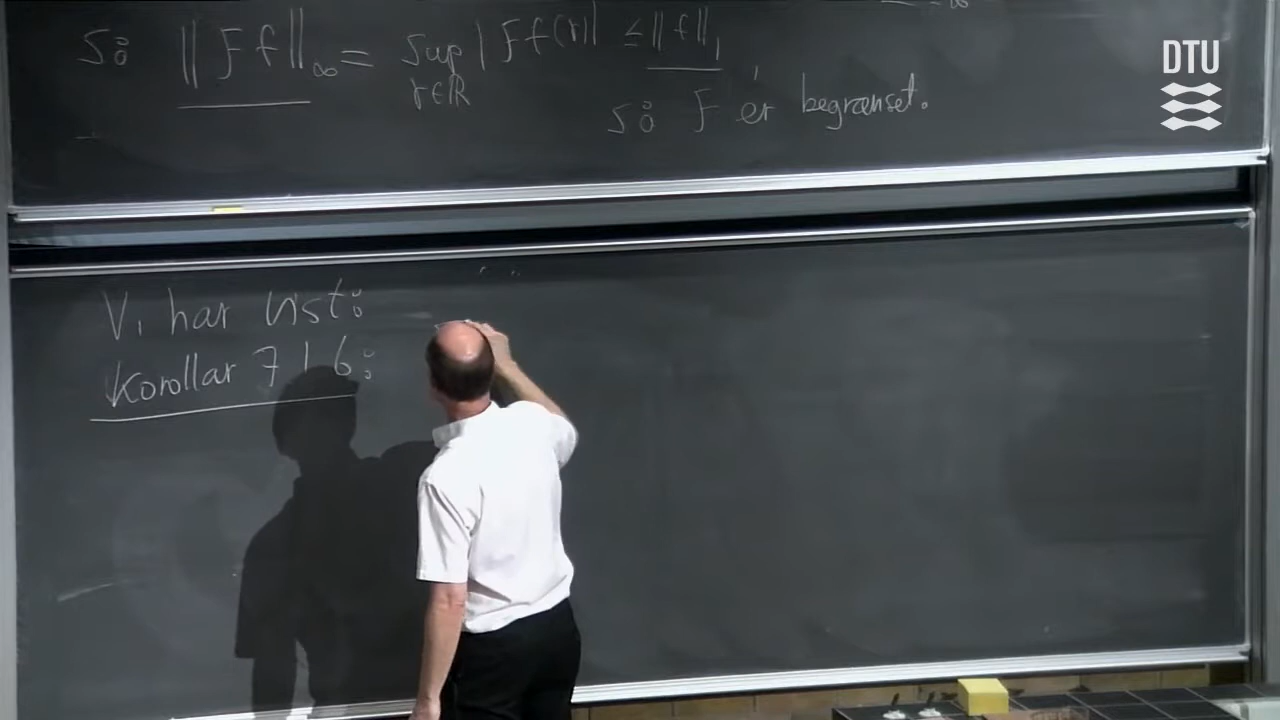 Så ‖Ff‖∞ = sup |Ff(γ)| ≤ ‖f‖₁,
γ∈ℝ
så F er begrænset.
Vi har vist:
Korollar 7.1.6:
DTU